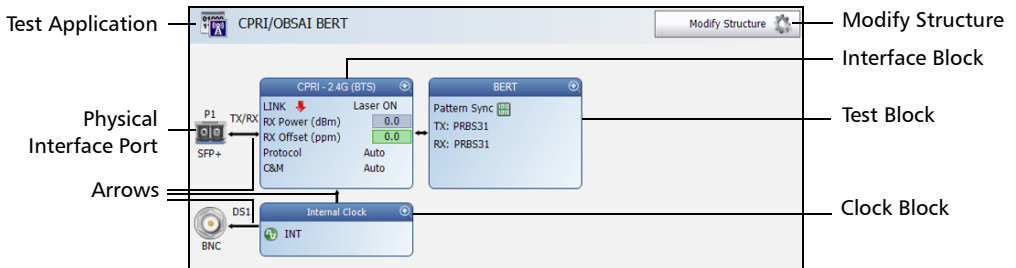 Test Application
CPRI/OBSAI BERT
Modify Structure
Modify Structure
Interface Block
CPRI - 2.4G (BTS)
LINK
Laser ON
RX Power (dBm)
0.0
RX Offset (ppm)
0.0
Protocol
Auto
C&M
Auto
BERT
Pattern Sync
TX: PRBS31
RX: PRBS31
Test Block
P1
TX/RX
SFP+
Physical
Interface Port
Arrows
DS1
BNC
Internal Clock
INT
Clock Block